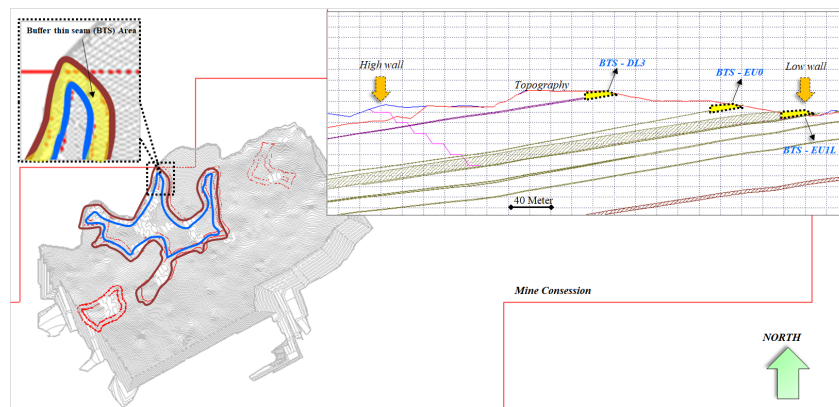 Buffer thin seam (BTS) Area
High wall
Topography
BTS - DL3
BTS - EU0
Low wall
BTS - EU1L
40 Meter
Mine Consession
NORTH